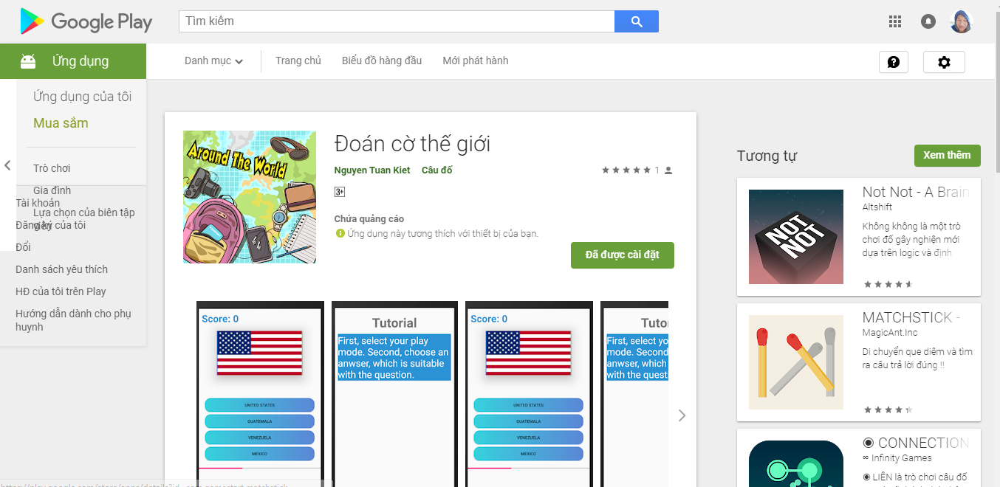 Google Play
Tìm kiếm
Ứng dụng
Danh mục
Trang chủ
Biểu đồ hàng đầu
Mới phát hành
Ứng dụng của tôi
Mua sắm
Trò chơi
Gia đình
Lựa chọn của biên tập
viên
Tài khoản
Đăng ký của tôi
Đổi
Danh sách yêu thích
HĐ của tôi trên Play
Hướng dẫn dành cho phụ
huynh
Around The World
Đoán cờ thế giới
Nguyen Tuan Kiet Câu đố
1
3+
Chứa quảng cáo
Ứng dụng này tương thích với thiết bị của bạn.
Đã được cài đặt
Score: 0
UNITED STATES
GUATEMALA
VENEZUELA
MEXICO
Tutorial
First, select your play
mode. Second, choose an
anwser, which is suitable
with the question.
Score: 0
UNITED STATES
GUATEMALA
VENEZUELA
MEXICO
Tutor
First, select yo
mode. Second
anwser, which
with the quest
Tương tự
Xem thêm
NOT
NOT
Not Not - A Brain
Altshift
Không không là một trò
chơi đố gây nghiện mới
dựa trên logic và định
MATCHSTICK -
MagicAnt.Inc
Di chuyển que diêm và tìm
ra câu trả lời đúng !!
◉ CONNECTION
∞ Infinity Games
◉ LIÊN là trò chơi câu đố